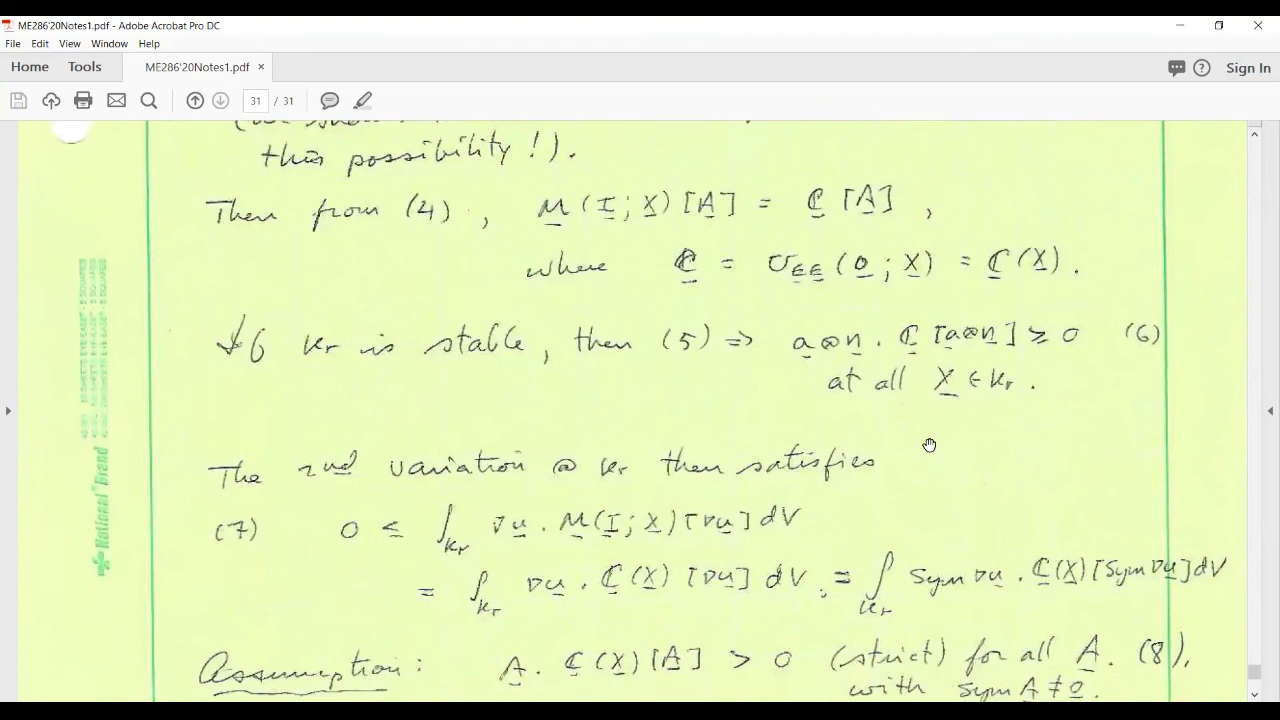 ME286'20Notes1.pdf - Adobe Acrobat Pro DC
File Edit View Window Help
Home Tools ME286'20Notes1.pdf × Sign In
31 / 31
this possibility!).
Then from (4), M(I; X)[A] = ℂ[A],
where ℂ = U_EE(0; X) = ℂ(X).
If κr is stable, then (5) ⇒ a⊗n · ℂ[a⊗n] ≥ 0 (6)
at all X ∈ κr.
The 2nd variation @ κr then satisfies
(7) 0 ≤ ∫κr ∇u · M(I; X)[∇u] dV
= ∫κr ∇u · ℂ(X) [∇u] dV, = ∫κr Sym∇u · ℂ(X)[Sym∇u] dV
Assumption: A · ℂ(X)[A] > 0 (strict) for all A. (8),
with symA ≠ 0.
National Brand